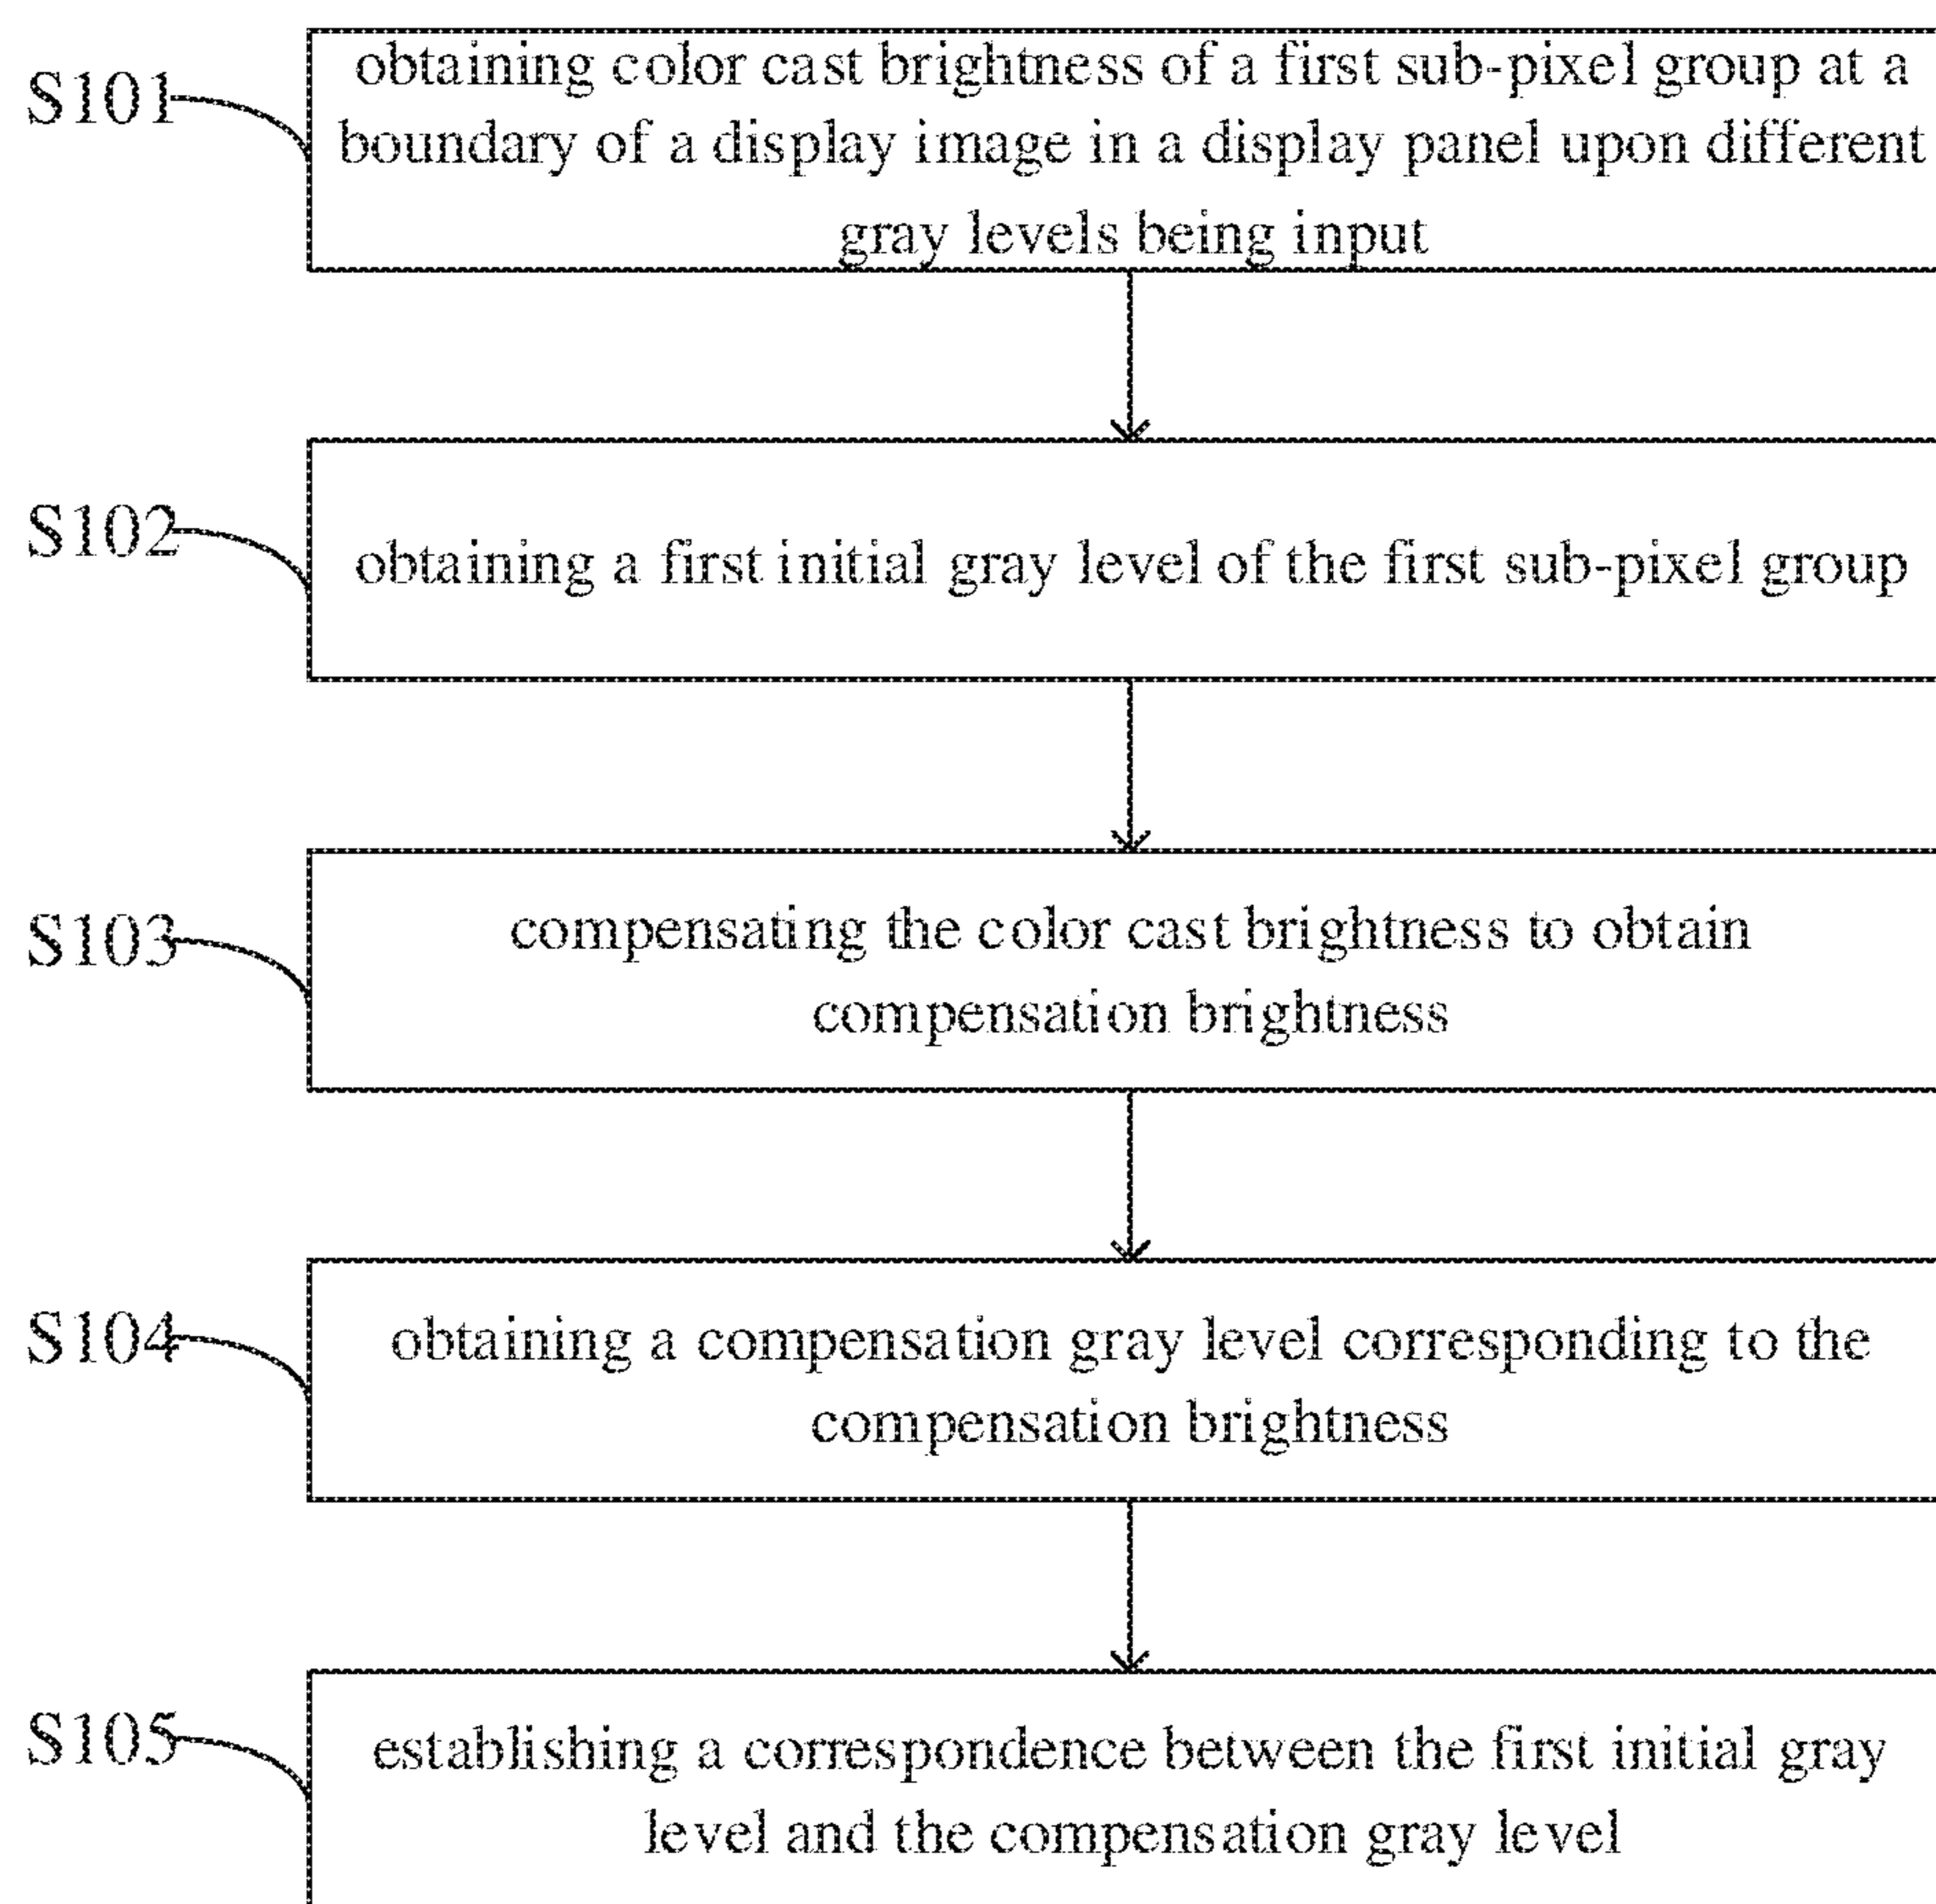 S101
obtaining color cast brightness of a first sub-pixel group at a
boundary of a display image in a display panel upon different
gray levels being input
S102
obtaining a first initial gray level of the first sub-pixel group
S103
compensating the color cast brightness to obtain
compensation brightness
S104
obtaining a compensation gray level corresponding to the
compensation brightness
S105
establishing a correspondence between the first initial gray
level and the compensation gray level